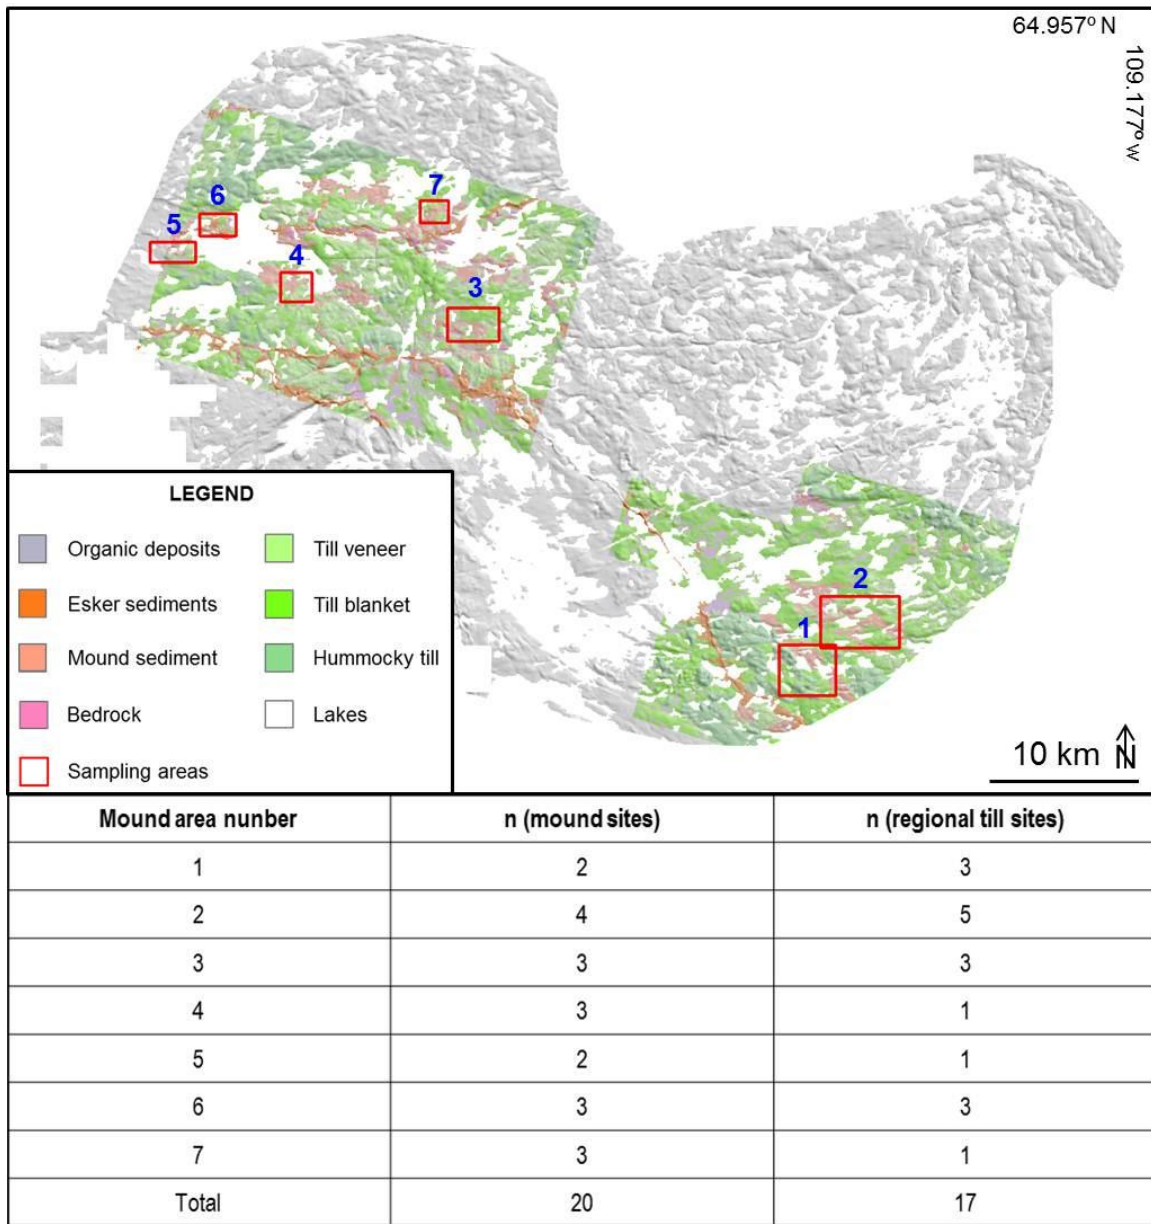 64.957º N
109.177º W
6
7
5
4
3
LEGEND
Organic deposits
Till veneer
Esker sediments
Till blanket
Mound sediment
Hummocky till
Bedrock
Lakes
Sampling areas
2
1
10 km N
Mound area nunber n (mound sites) n (regional till sites)
1 2 3
2 4 5
3 3 3
4 3 1
5 2 1
6 3 3
7 3 1
Total 20 17